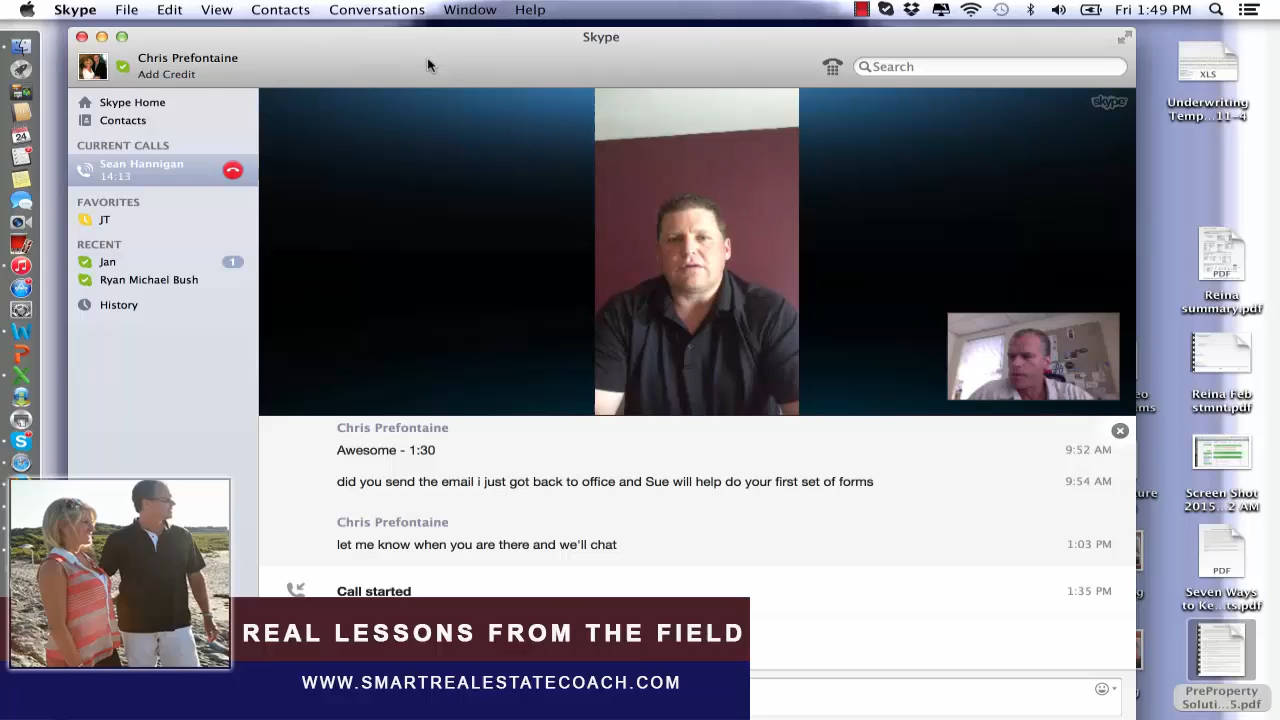 Skype File Edit View Contacts Conversations Window Help Fri 1:49 PM
Skype
Chris Prefontaine
Add Credit
Search
Skype Home
Contacts
CURRENT CALLS
Sean Hannigan
14:13
FAVORITES
JT
RECENT
Jan 1
Ryan Michael Bush
History
skype
Chris Prefontaine
Awesome - 1:30 9:52 AM
did you send the email i just got back to office and Sue will help do your first set of forms 9:54 AM
Chris Prefontaine
let me know when you are there and we'll chat 1:03 PM
Call started 1:35 PM
24
XLS
Underwriting
Temp...11-4
PDF
Reina
summary.pdf
Reina Feb
stmnt.pdf
Screen Shot
2015...2 AM
PDF
Seven Ways
to Ke...ts.pdf
PreProperty
Soluti...5.pdf
REAL LESSONS FROM THE FIELD
WWW.SMARTREALESTATECOACH.COM